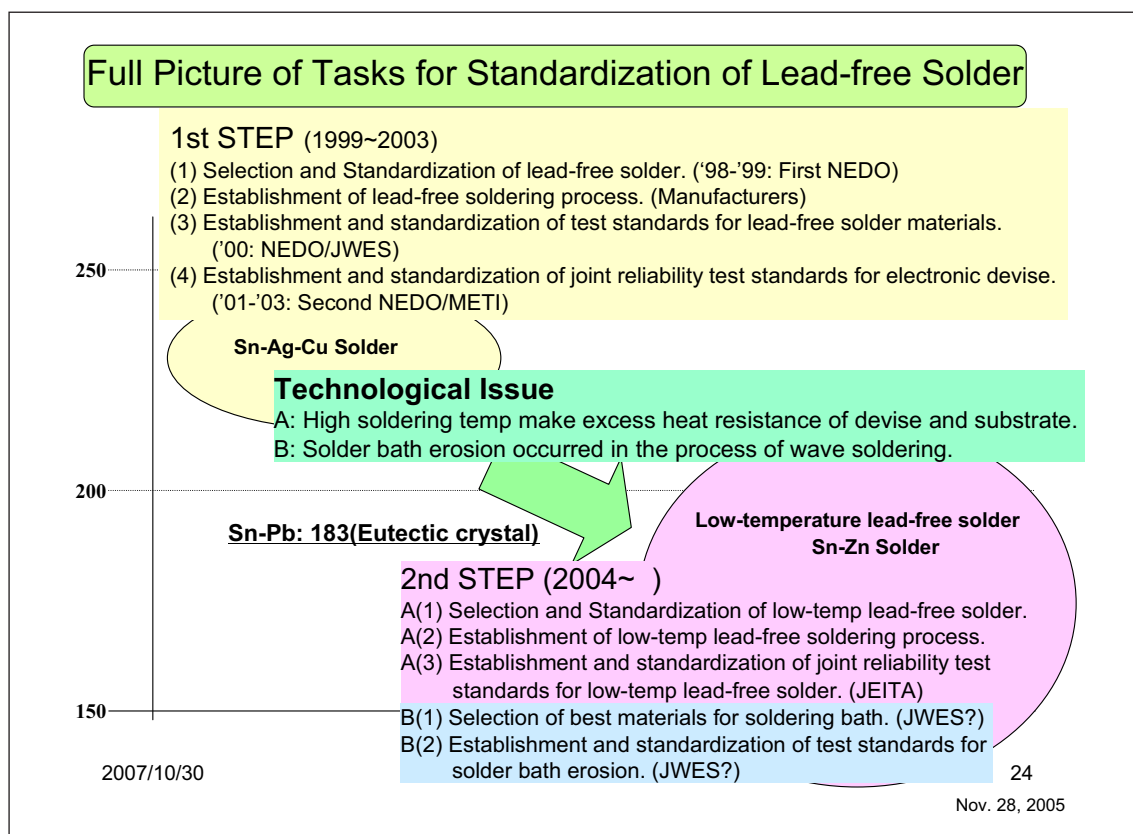 Full Picture of Tasks for Standardization of Lead-free Solder
1st STEP (1999~2003)
(1) Selection and Standardization of lead-free solder. (‘98-’99: First NEDO)
(2) Establishment of lead-free soldering process. (Manufacturers)
(3) Establishment and standardization of test standards for lead-free solder materials.
(’00: NEDO/JWES)
(4) Establishment and standardization of joint reliability test standards for electronic devise.
(’01-’03: Second NEDO/METI)
250
Sn-Ag-Cu Solder
Technological Issue
A: High soldering temp make excess heat resistance of devise and substrate.
B: Solder bath erosion occurred in the process of wave soldering.
200
Sn-Pb: 183(Eutectic crystal)
Low-temperature lead-free solder
Sn-Zn Solder
2nd STEP (2004~ )
A(1) Selection and Standardization of low-temp lead-free solder.
A(2) Establishment of low-temp lead-free soldering process.
A(3) Establishment and standardization of joint reliability test
standards for low-temp lead-free solder. (JEITA)
150
B(1) Selection of best materials for soldering bath. (JWES?)
B(2) Establishment and standardization of test standards for
solder bath erosion. (JWES?)
2007/10/30
24
Nov. 28, 2005